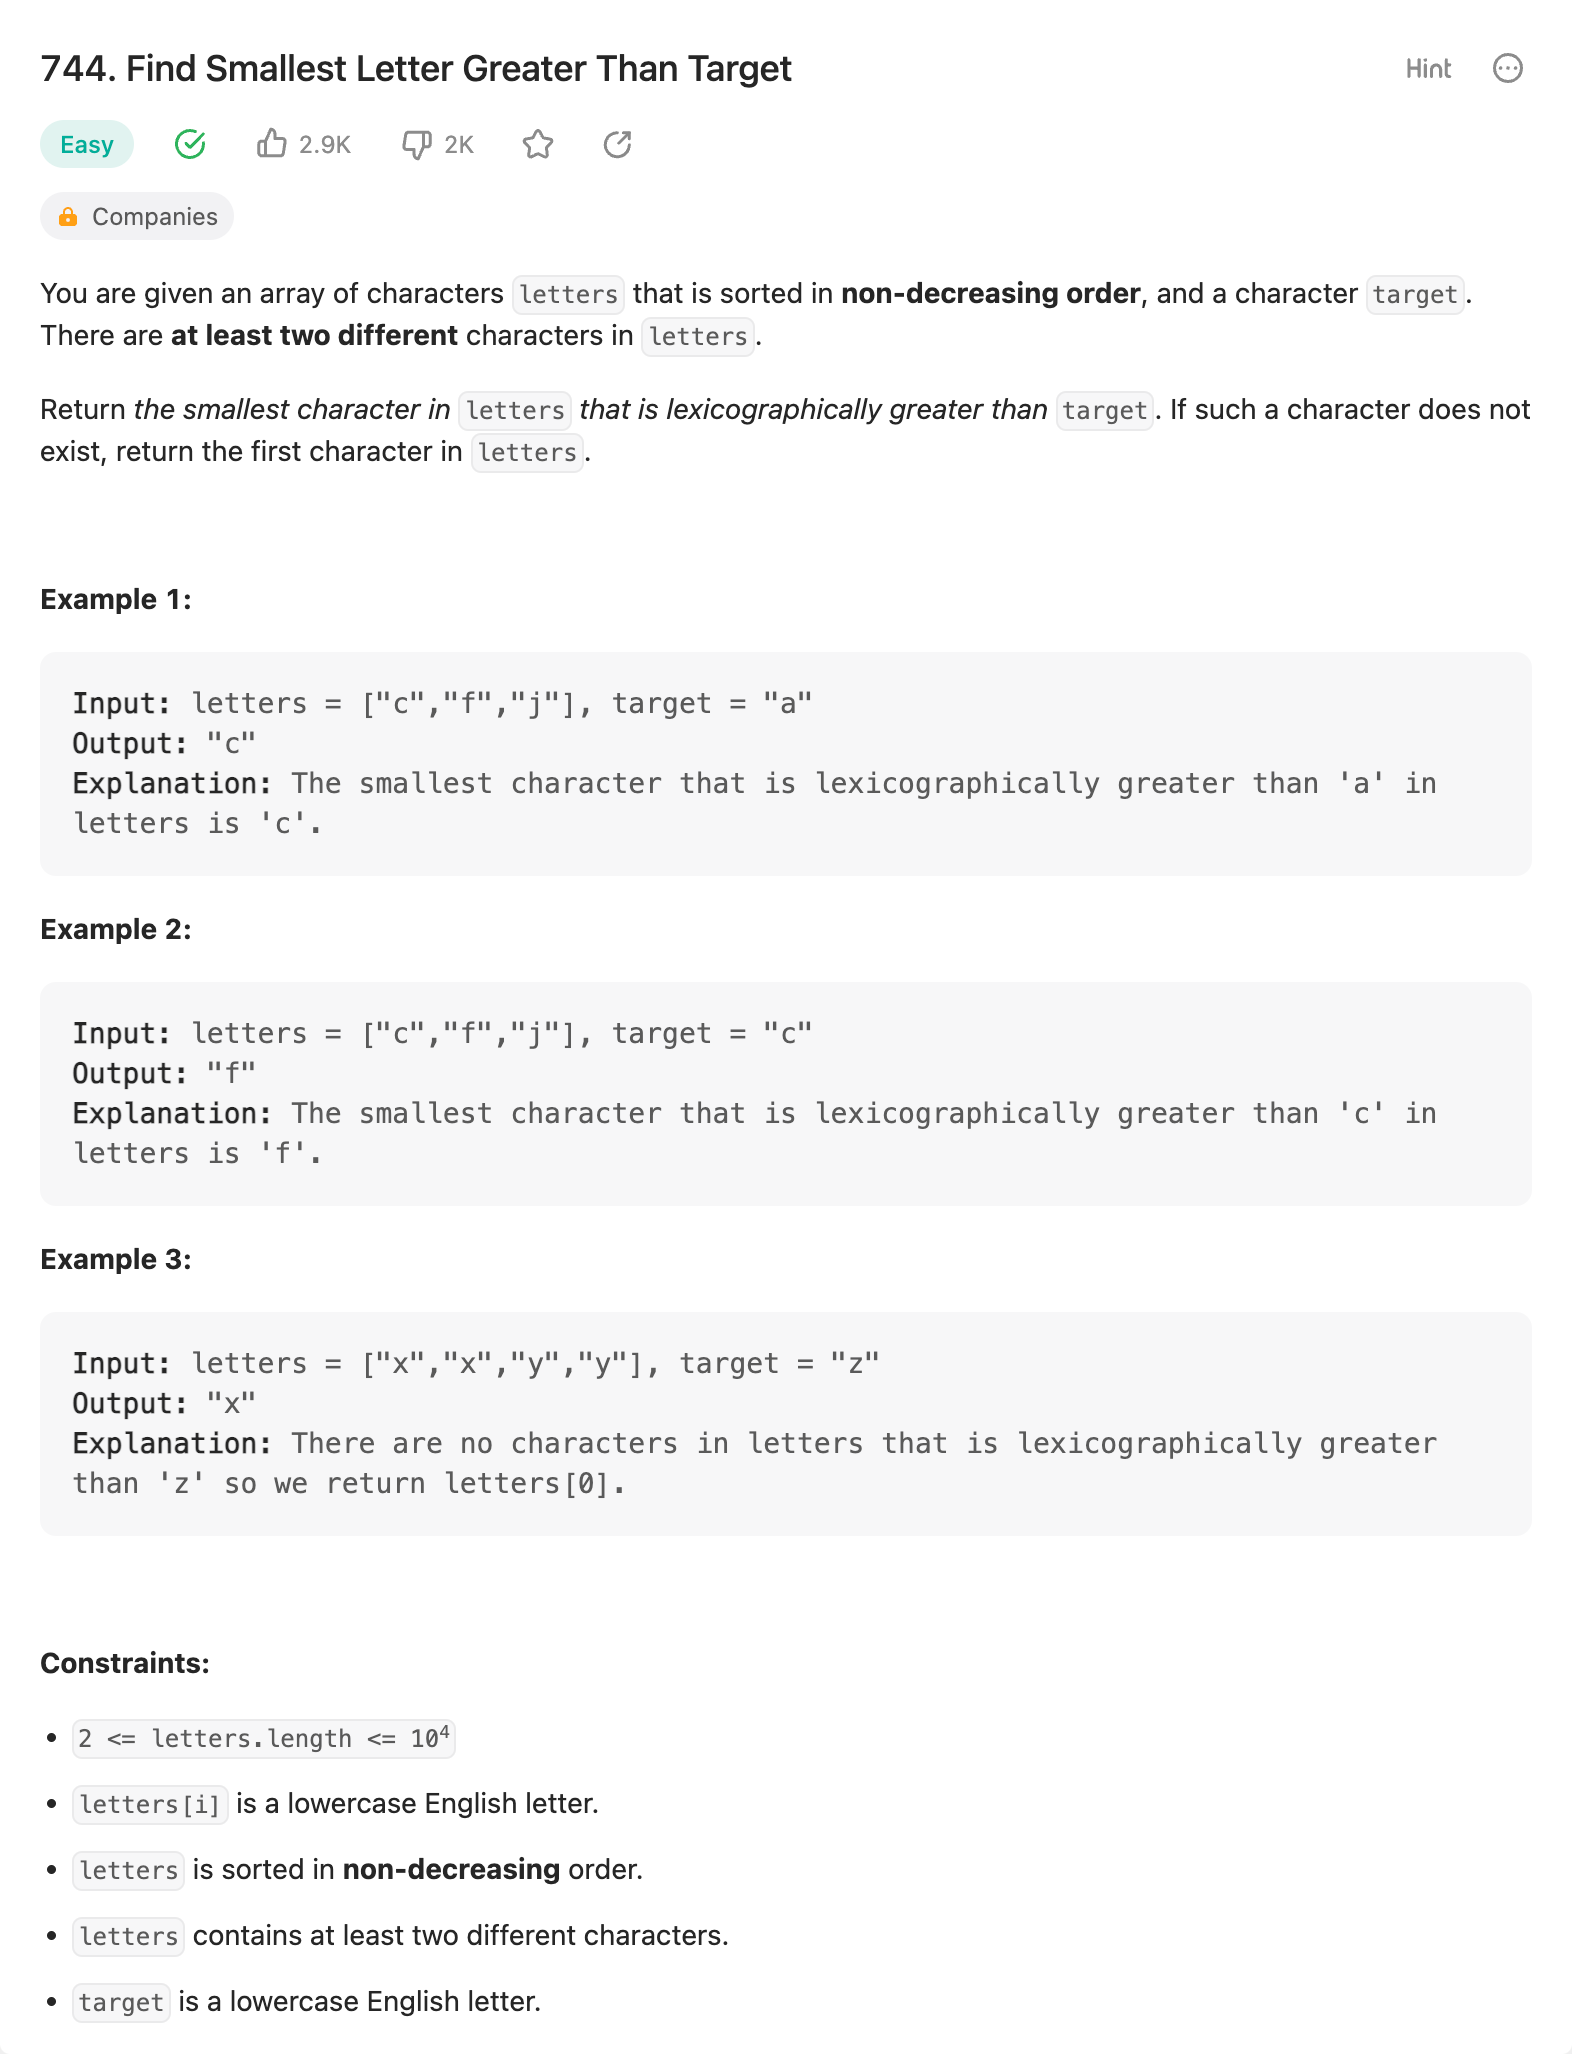 744. Find Smallest Letter Greater Than Target
Hint
Easy
2.9K
2K
Companies
You are given an array of characters letters that is sorted in non-decreasing order, and a character target.
There are at least two different characters in letters.
Return the smallest character in letters that is lexicographically greater than target. If such a character does not
exist, return the first character in letters.
Example 1:
Input: letters = ["c","f","j"], target = "a"
Output: "c"
Explanation: The smallest character that is lexicographically greater than 'a' in
letters is 'c'.
Example 2:
Input: letters = ["c","f","j"], target = "c"
Output: "f"
Explanation: The smallest character that is lexicographically greater than 'c' in
letters is 'f'.
Example 3:
Input: letters = ["x","x","y","y"], target = "z"
Output: "x"
Explanation: There are no characters in letters that is lexicographically greater
than 'z' so we return letters[0].
Constraints:
• 2 <= letters.length <= 10⁴
• letters[i] is a lowercase English letter.
• letters is sorted in non-decreasing order.
• letters contains at least two different characters.
• target is a lowercase English letter.